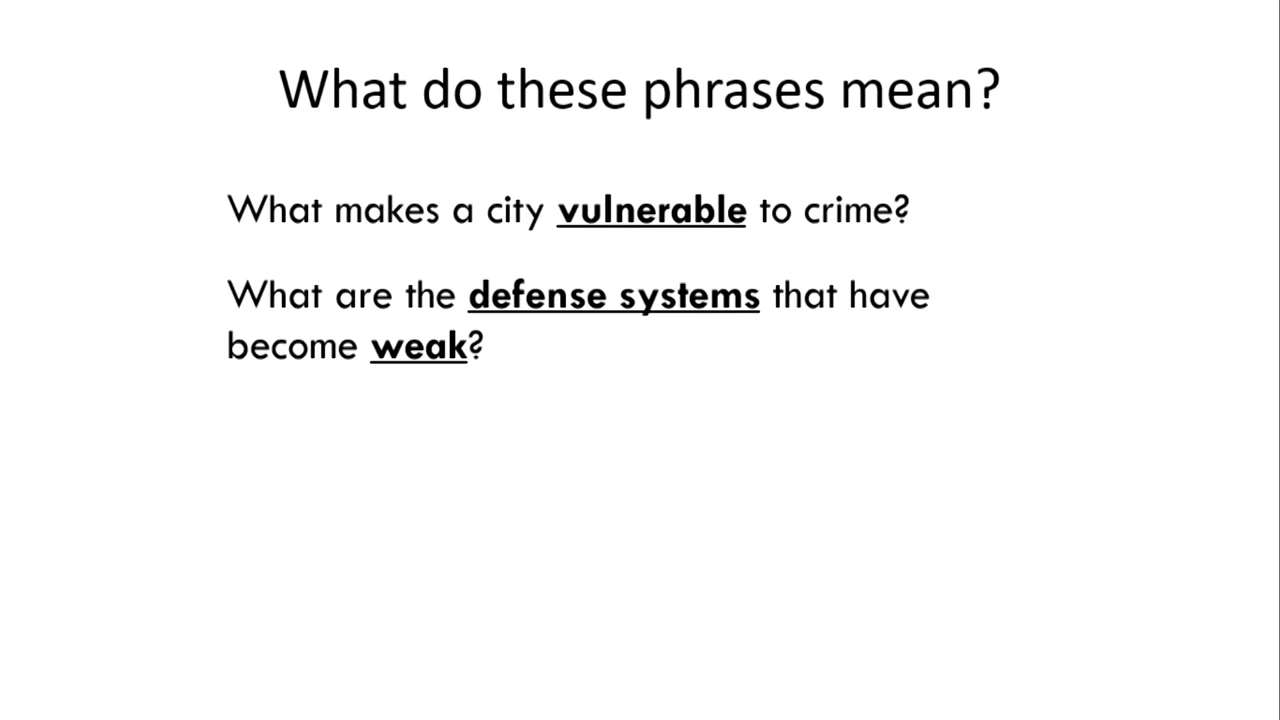 What do these phrases mean?
What makes a city vulnerable to crime?
What are the defense systems that have
become weak?